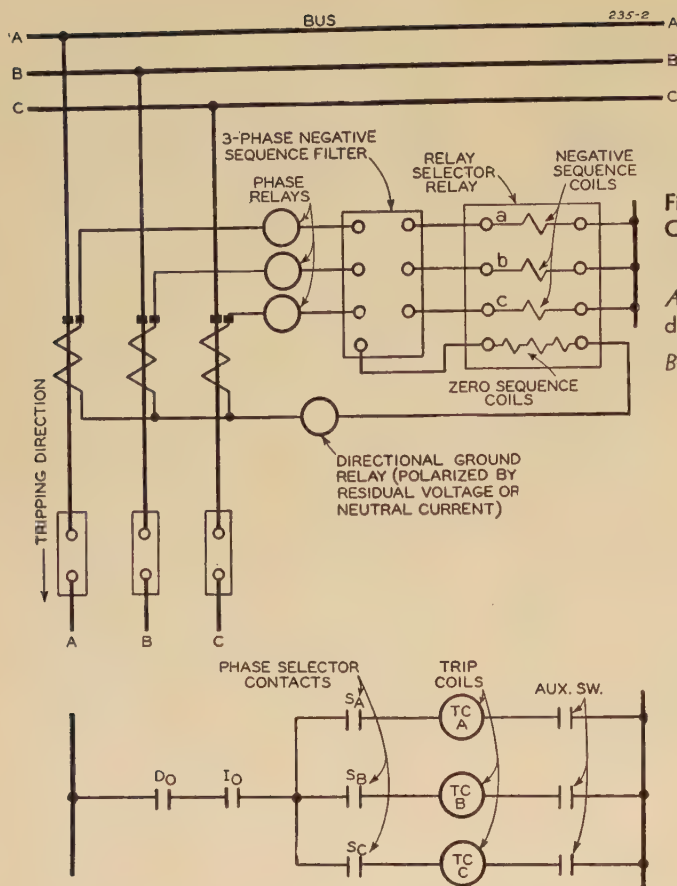 235-2
BUS
A A
B B
C C
3-PHASE NEGATIVE
SEQUENCE FILTER
RELAY
SELECTOR
RELAY
NEGATIVE
SEQUENCE
COILS
PHASE
RELAYS
a
b
c
ZERO SEQUENCE
COILS
DIRECTIONAL GROUND
RELAY (POLARIZED BY
RESIDUAL VOLTAGE OR
NEUTRAL CURRENT)
TRIPPING DIRECTION
A B C
PHASE SELECTOR
CONTACTS
TRIP
COILS
AUX. SW.
SA
TC
A
DO IO
SB
TC
B
SC
TC
C